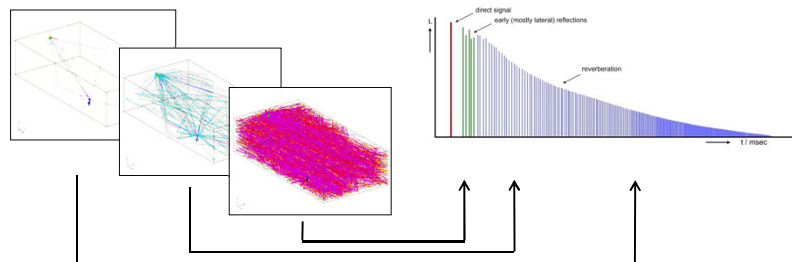 direct signal
early (mostly lateral) reflections
L
reverberation
t / msec